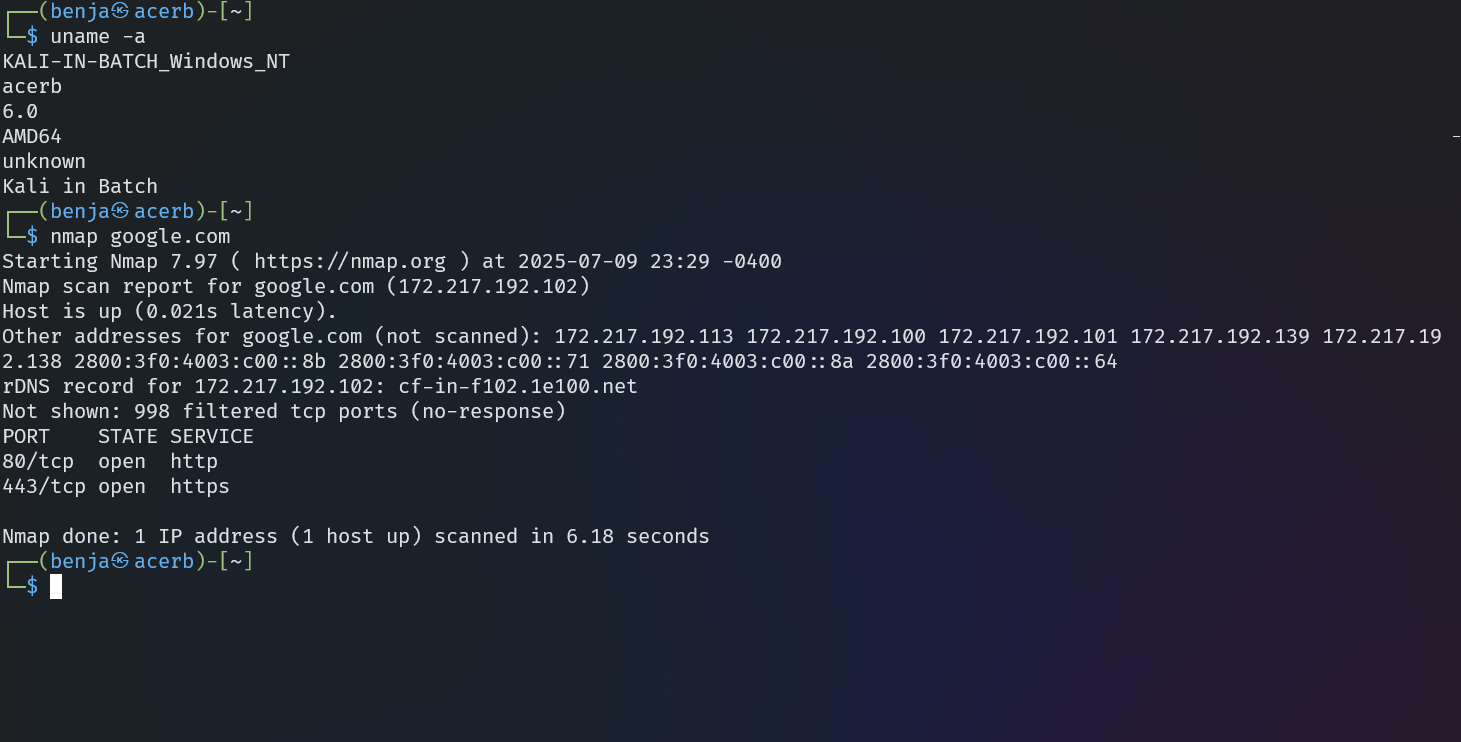 ┌──(benja㉿acerb)-[~]
└─$ uname -a
KALI-IN-BATCH_Windows_NT
acerb
6.0
AMD64
unknown
Kali in Batch
┌──(benja㉿acerb)-[~]
└─$ nmap google.com
Starting Nmap 7.97 ( https://nmap.org ) at 2025-07-09 23:29 -0400
Nmap scan report for google.com (172.217.192.102)
Host is up (0.021s latency).
Other addresses for google.com (not scanned): 172.217.192.113 172.217.192.100 172.217.192.101 172.217.192.139 172.217.19
2.138 2800:3f0:4003:c00::8b 2800:3f0:4003:c00::71 2800:3f0:4003:c00::8a 2800:3f0:4003:c00::64
rDNS record for 172.217.192.102: cf-in-f102.1e100.net
Not shown: 998 filtered tcp ports (no-response)
PORT    STATE SERVICE
80/tcp  open  http
443/tcp open  https
Nmap done: 1 IP address (1 host up) scanned in 6.18 seconds
┌──(benja㉿acerb)-[~]
└─$